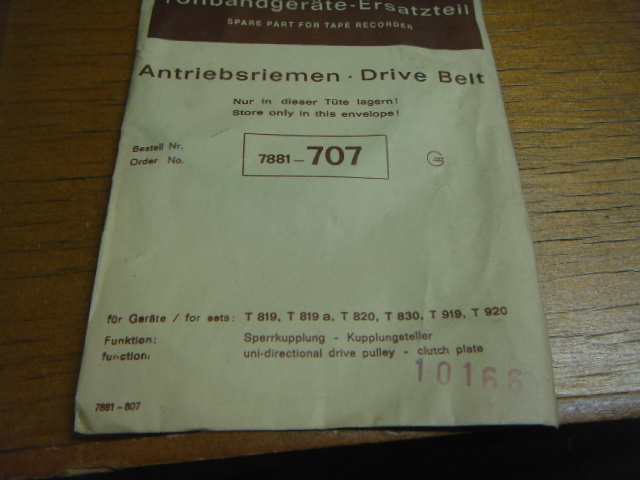 Tonbandgeräte-Ersatzteil
SPARE PART FOR TAPE RECORDER
Antriebsriemen · Drive Belt
Nur in dieser Tüte lagern!
Store only in this envelope!
Bestell Nr.
Order No.
7881-707
für Geräte / for sets: T 819, T 819 a, T 820, T 830, T 919, T 920
Funktion: Sperrkupplung - Kupplungsteller
function: uni-directional drive pulley - clutch plate
10166
7881-807